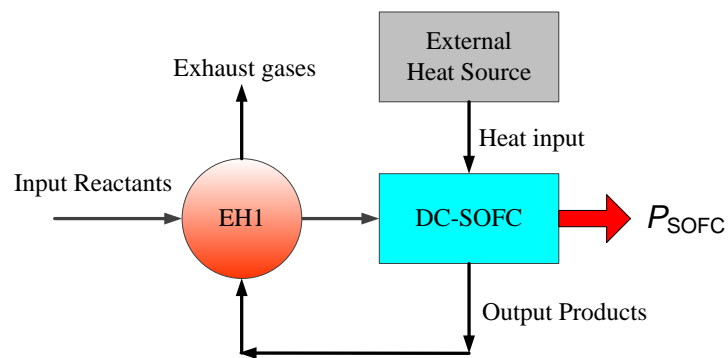 External
Heat Source
Exhaust gases
Heat input
Input Reactants
EH1
DC-SOFC
P_SOFC
Output Products